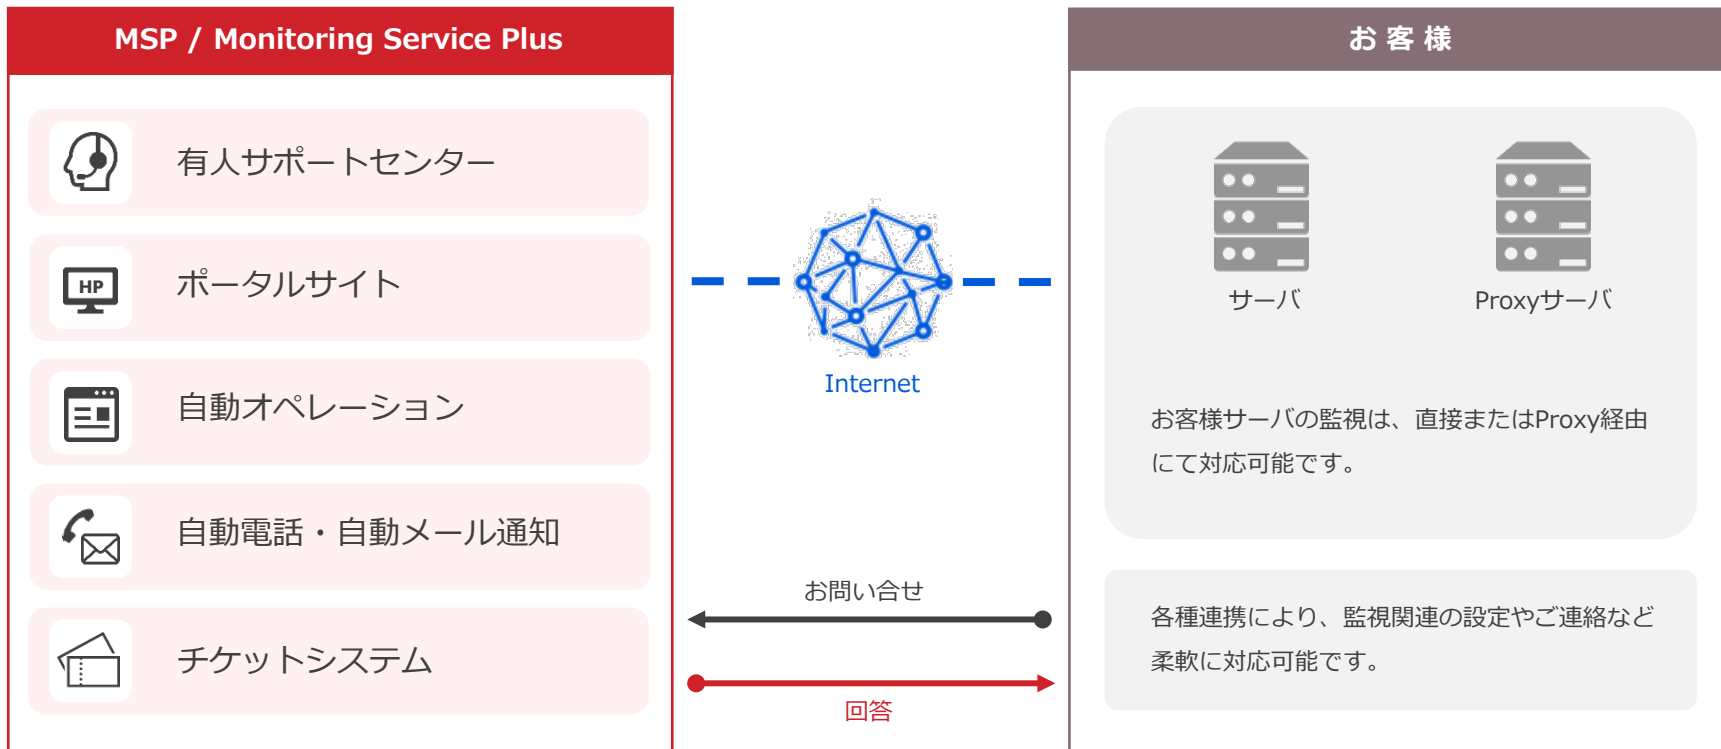 MSP / Monitoring Service Plus
有人サポートセンター
HP
ポータルサイト
自動オペレーション
自動電話・自動メール通知
チケットシステム
Internet
お問い合せ
回答
お客様
サーバ
Proxyサーバ
お客様サーバの監視は、直接またはProxy経由
にて対応可能です。
各種連携により、監視関連の設定やご連絡など
柔軟に対応可能です。